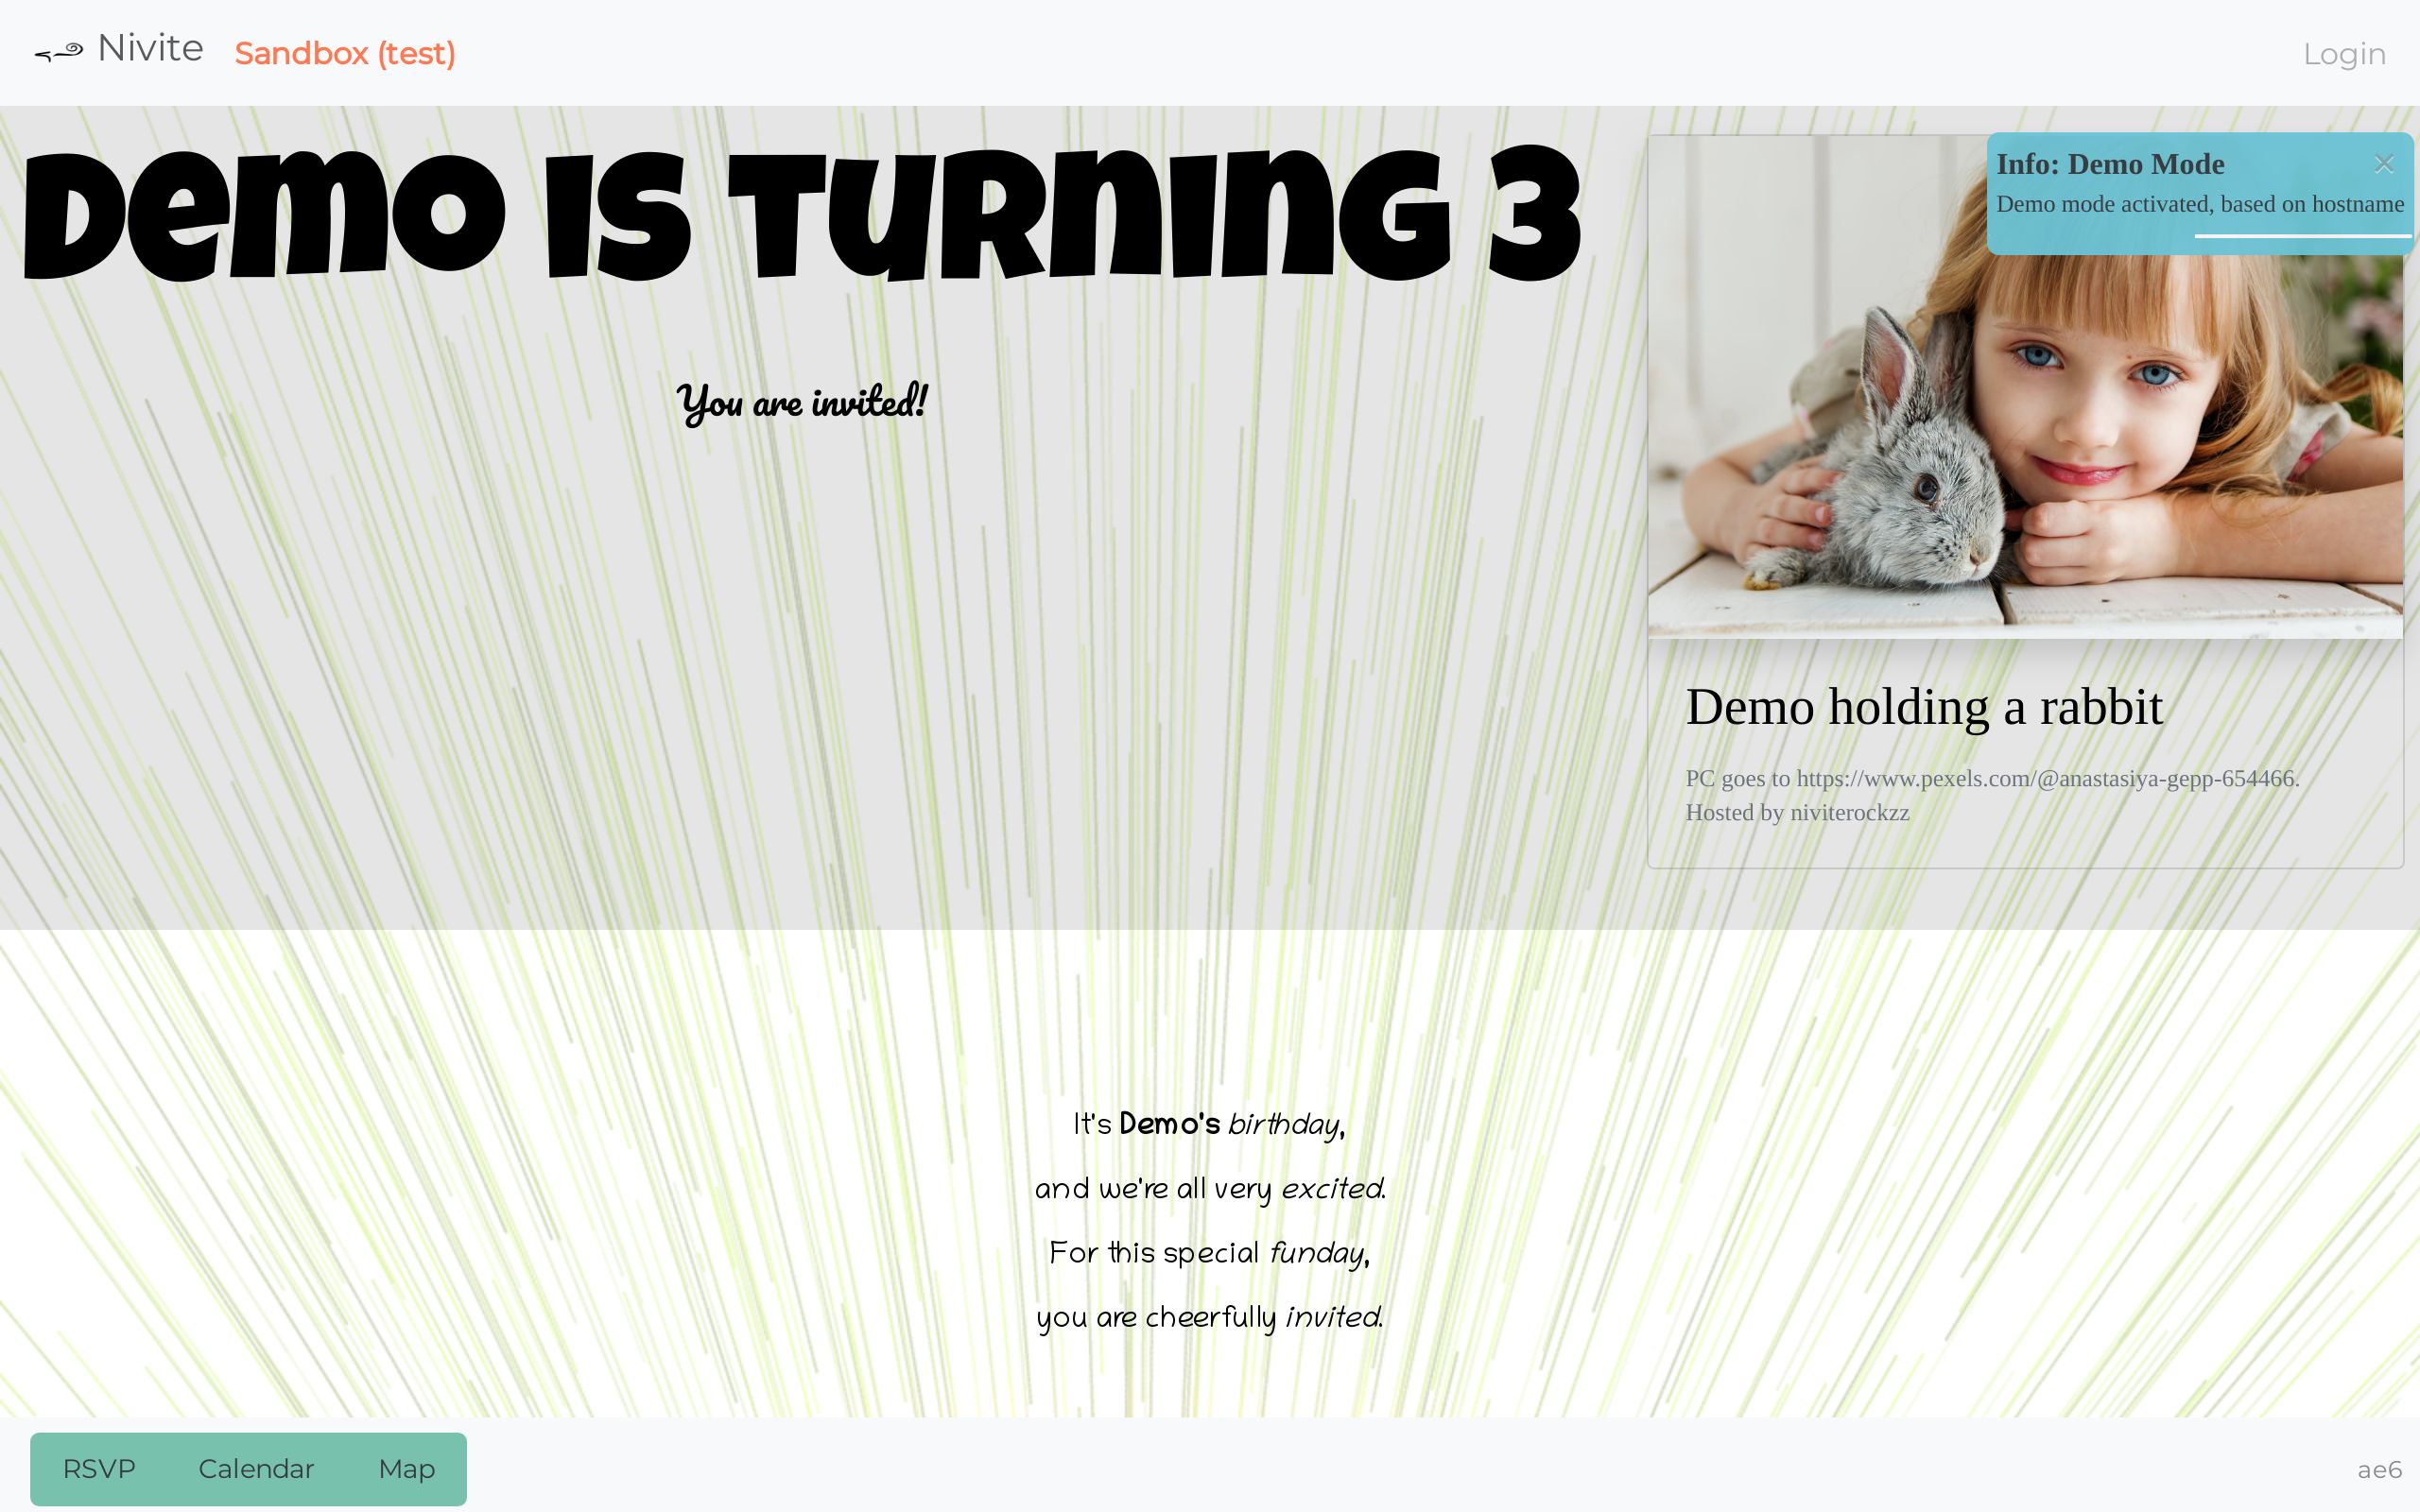 Nivite Sandbox (test) Login
Demo is turning 3
You are invited!
Info: Demo Mode
Demo mode activated, based on hostname
Demo holding a rabbit
PC goes to https://www.pexels.com/@anastasiya-gepp-654466.
Hosted by niviterockzz
It's Demo's birthday,
and we're all very excited.
For this special funday,
you are cheerfully invited.
RSVP Calendar Map ae6